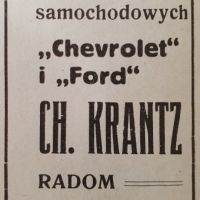 samochodowych
„Chevrolet"
i „Ford"
CH. KRANTZ
RADOM